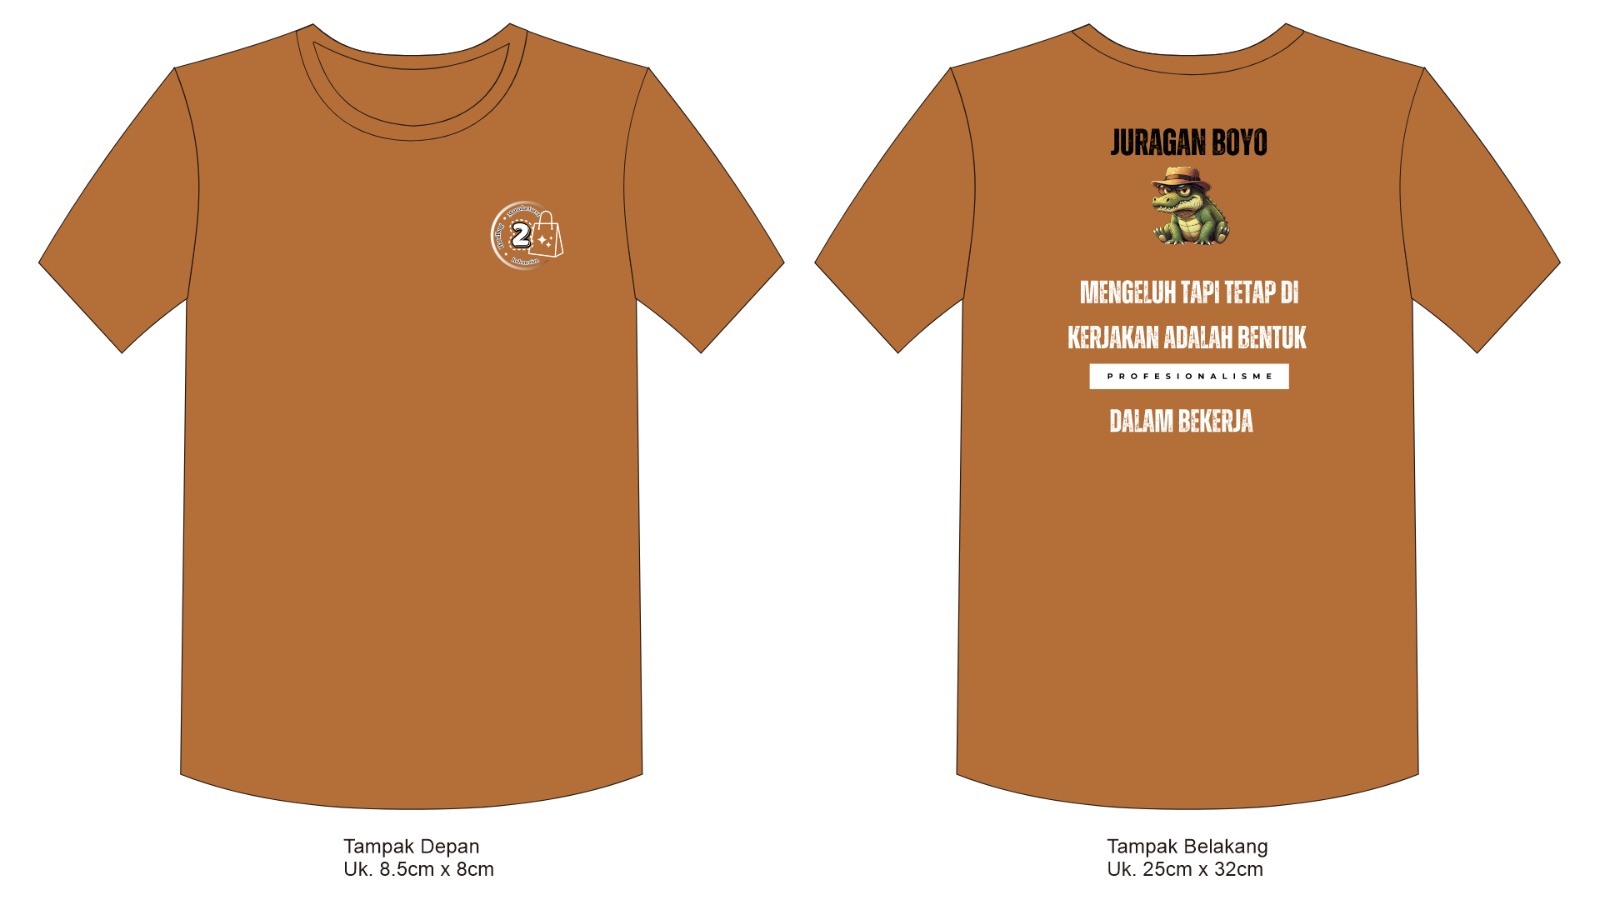 2
JURAGAN BOYO
MENGELUH TAPI TETAP DI
KERJAKAN ADALAH BENTUK
PROFESIONALISME
DALAM BEKERJA
Tampak Depan
Uk. 8.5cm x 8cm
Tampak Belakang
Uk. 25cm x 32cm